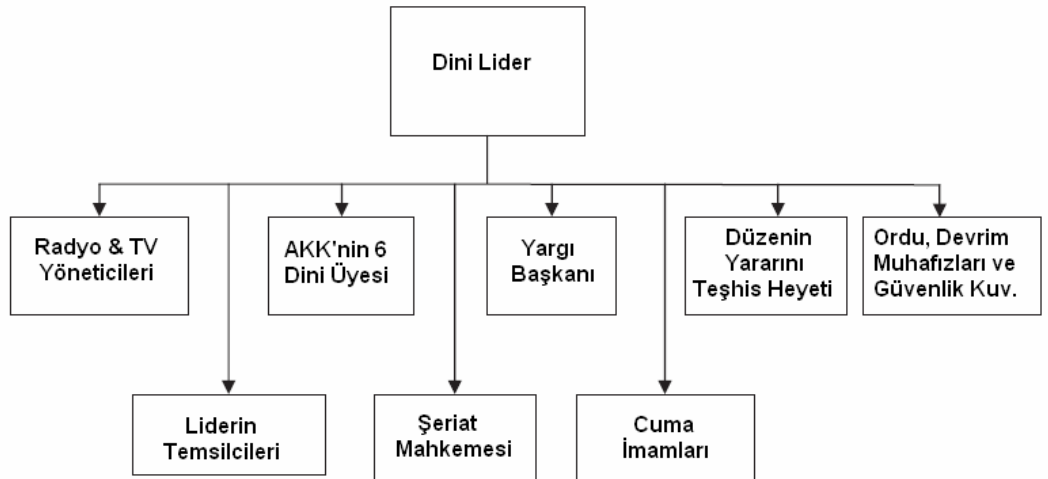 Dini Lider
Radyo & TV
Yöneticileri
AKK'nin 6
Dini Üyesi
Yargı
Başkanı
Düzenin
Yararını
Teşhis Heyeti
Ordu, Devrim
Muhafızları ve
Güvenlik Kuv.
Liderin
Temsilcileri
Şeriat
Mahkemesi
Cuma
İmamları